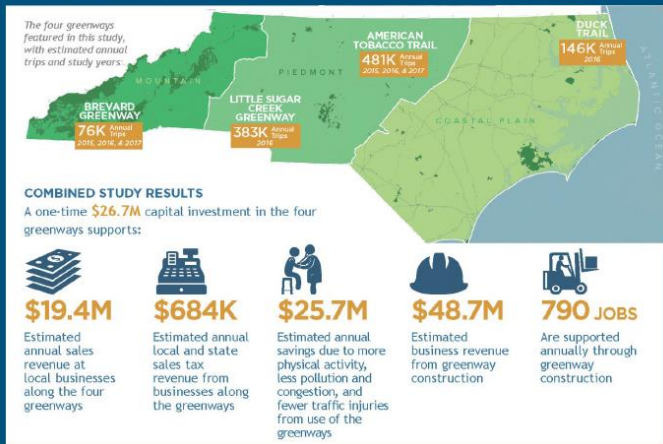 The four greenways
featured in this study,
with estimated annual
trips and study years.
MOUNTAIN
BREVARD
GREENWAY
76K Annual Trips
2015, 2016, & 2017
PIEDMONT
LITTLE SUGAR
CREEK
GREENWAY
383K Annual Trips
2016
AMERICAN
TOBACCO TRAIL
481K Annual Trips
2015, 2016, & 2017
DUCK
TRAIL
146K Annual Trips
2016
COASTAL PLAIN
ATLANTIC OCEAN
COMBINED STUDY RESULTS
A one-time $26.7M capital investment in the four
greenways supports:
$19.4M
Estimated
annual sales
revenue at
local businesses
along the four
greenways
$684K
Estimated annual
local and state
sales tax
revenue from
businesses along
the greenways
$25.7M
Estimated annual
savings due to more
physical activity,
less pollution and
congestion, and
fewer traffic injuries
from use of the
greenways
$48.7M
Estimated
business revenue
from greenway
construction
790 JOBS
Are supported
annually through
greenway
construction